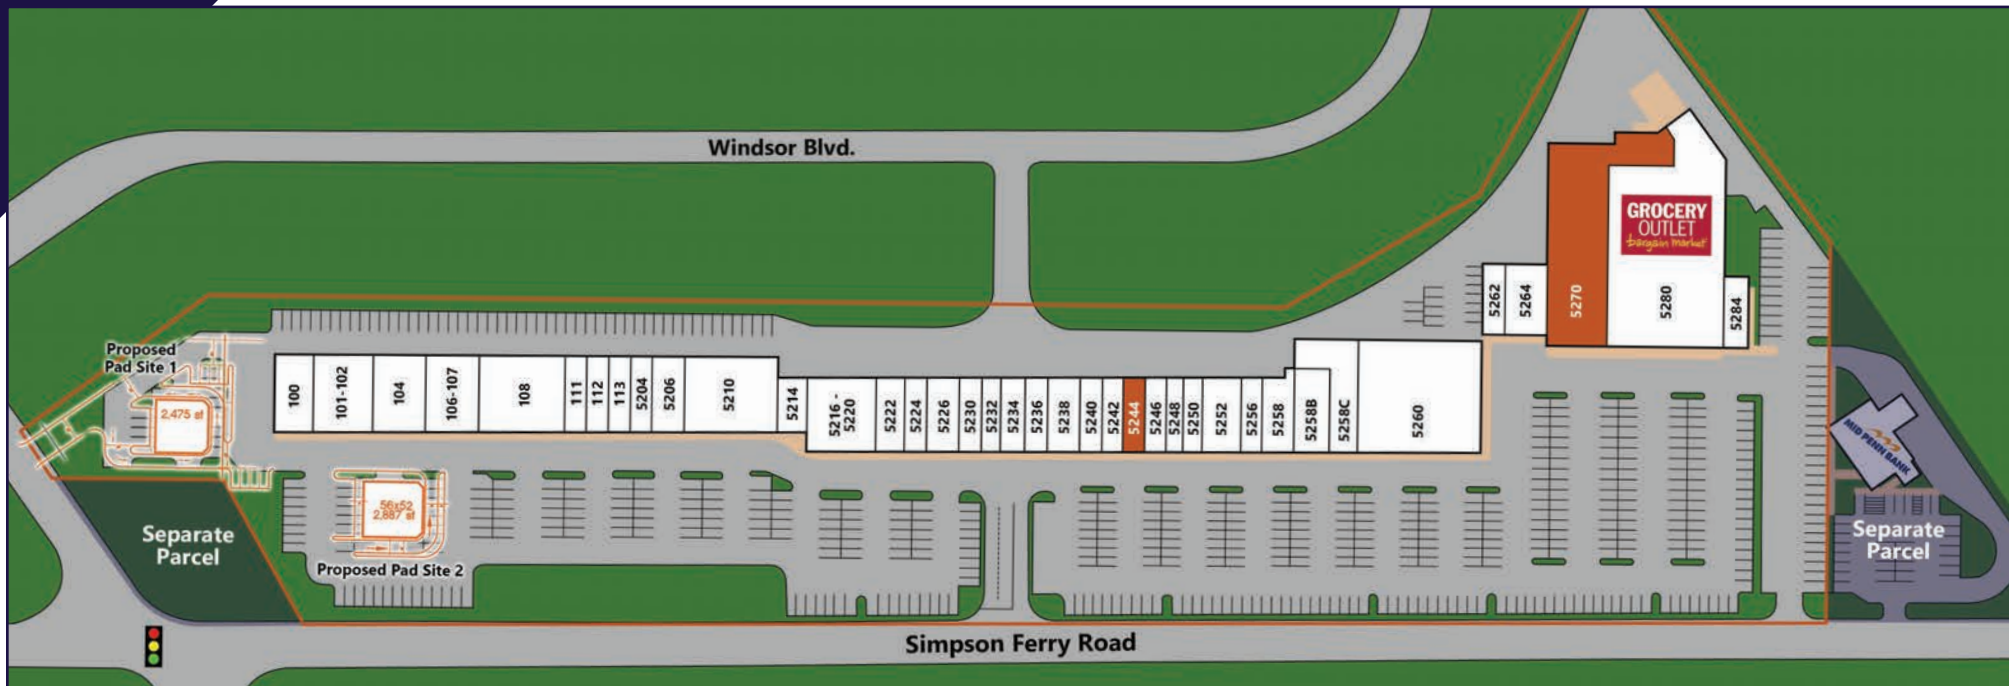 Windsor Blvd.
GROCERY
OUTLET
bargain market
5262
5264
5270
5280
5284
Proposed
Pad Site 1
2,475 sf
100
101-102
104
106-107
108
111
112
113
5204
5206
5210
5214
5216 -
5220
5222
5224
5226
5230
5232
5234
5236
5238
5240
5242
5244
5246
5248
5250
5252
5256
5258
5258B
5258C
5260
MID PENN BANK
Separate
Parcel
56x52
2,887 sf
Proposed Pad Site 2
Separate
Parcel
Simpson Ferry Road